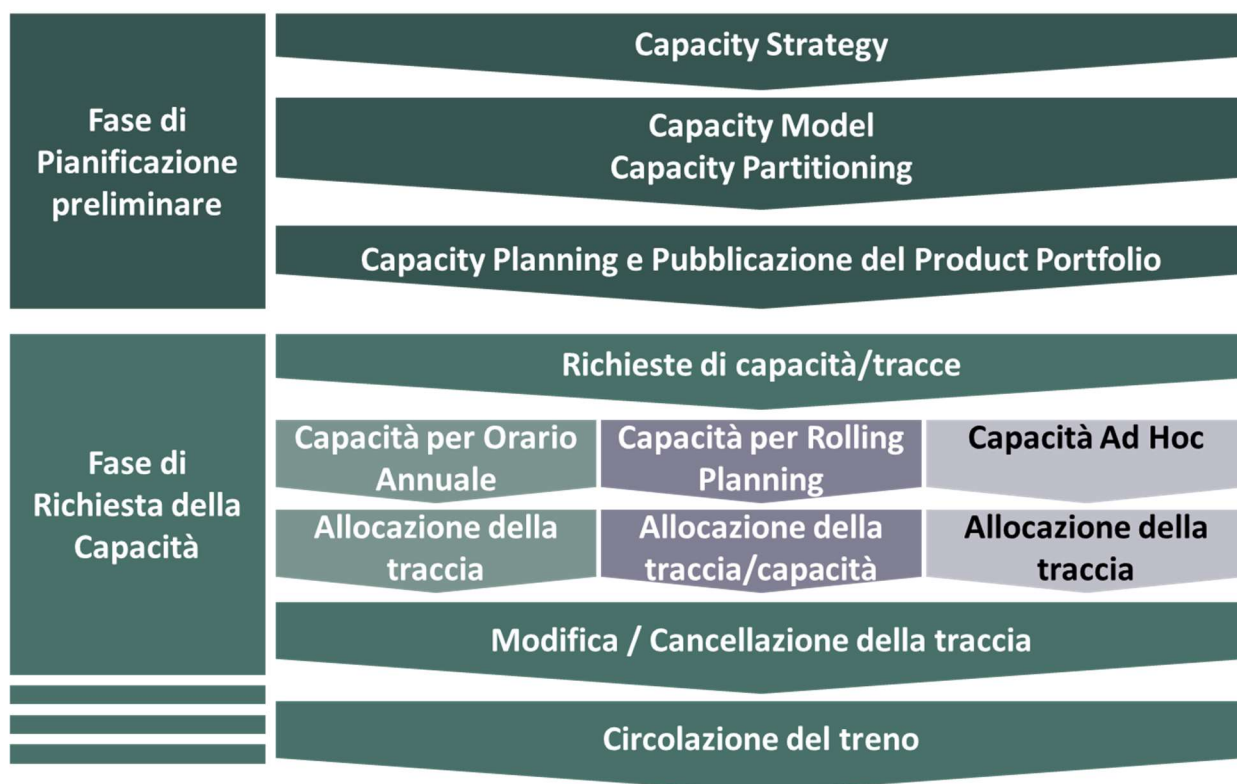 Fase di
Pianificazione
preliminare
Capacity Strategy
Capacity Model
Capacity Partitioning
Capacity Planning e Pubblicazione del Product Portfolio
Fase di
Richiesta della
Capacità
Richieste di capacità/tracce
Capacità per Orario
Annuale
Capacità per Rolling
Planning
Capacità Ad Hoc
Allocazione della
traccia
Allocazione della
traccia/capacità
Allocazione della
traccia
Modifica / Cancellazione della traccia
Circolazione del treno